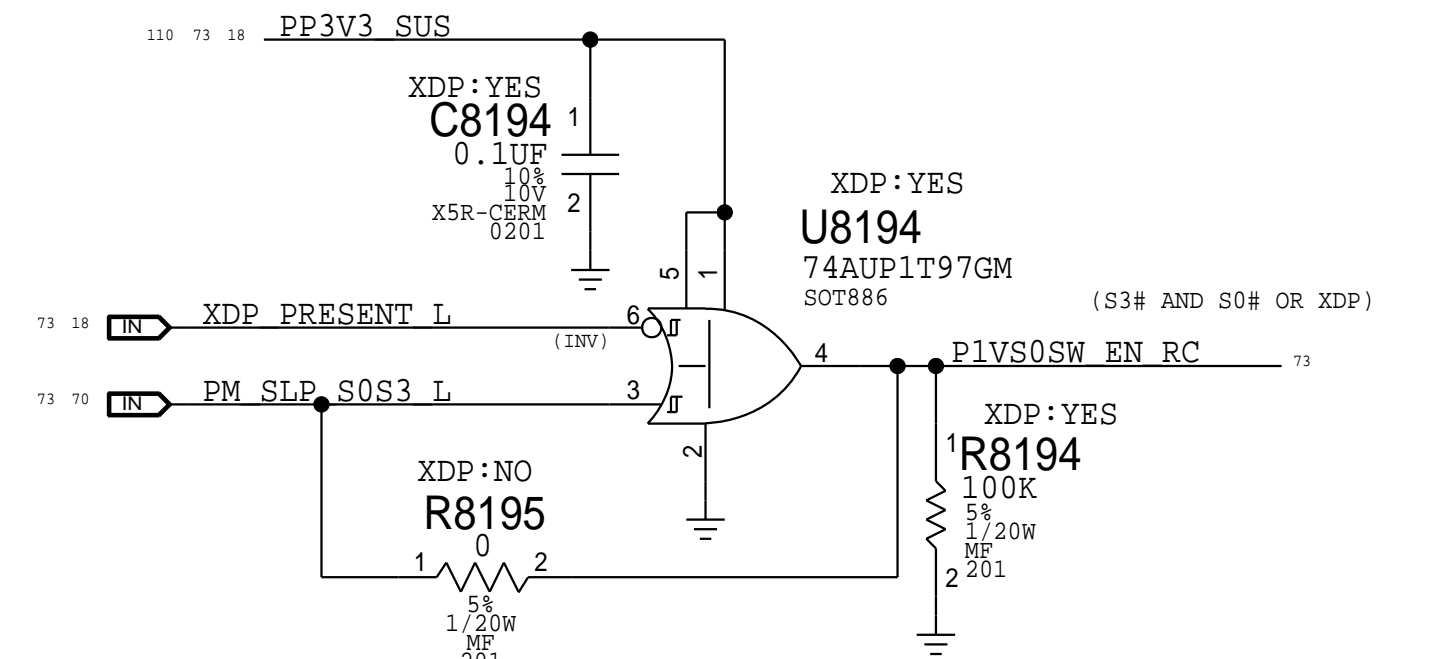 110 73 18 PP3V3_SUS
XDP:YES
C8194
1
0.1UF
10%
10V
2
X5R-CERM
0201
XDP:YES
U8194
74AUP1T97GM
SOT886
5
1
(S3# AND S0# OR XDP)
73 18 IN XDP_PRESENT_L
6
(INV)
4
P1VS0SW_EN_RC
73
73 70 IN PM_SLP_S0S3_L
3
2
XDP:YES
1
R8194
100K
5%
1/20W
MF
201
2
XDP:NO
R8195
0
1
2
5%
1/20W
MF